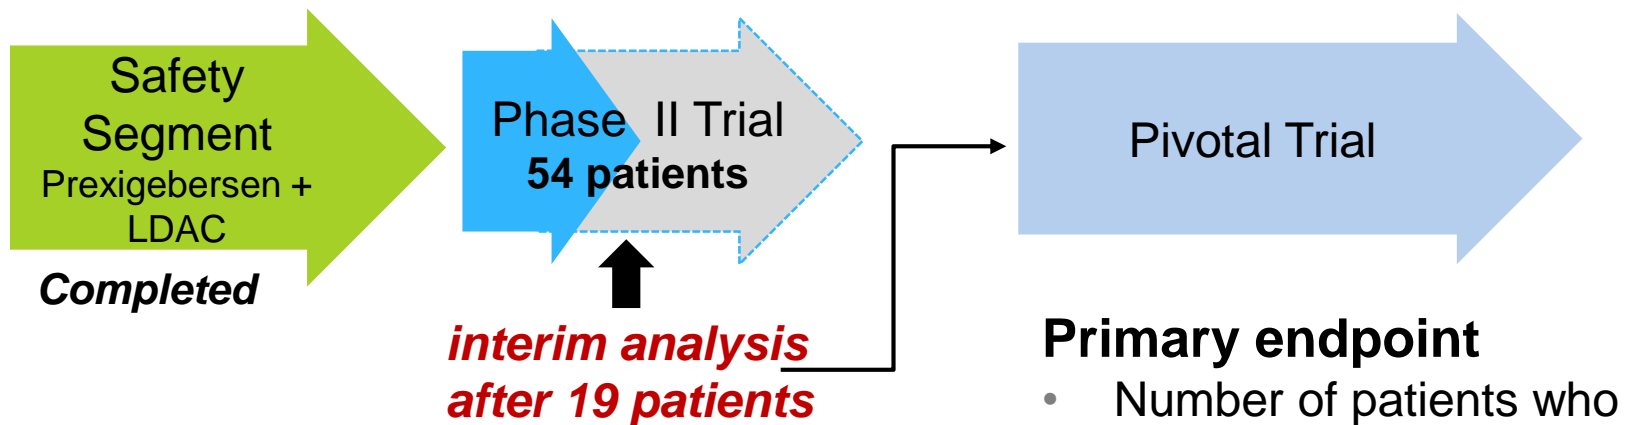 Safety
Segment
Prexigebersen +
LDAC
Completed
Phase II Trial
54 patients
interim analysis
after 19 patients
Pivotal Trial
Primary endpoint
• Number of patients who